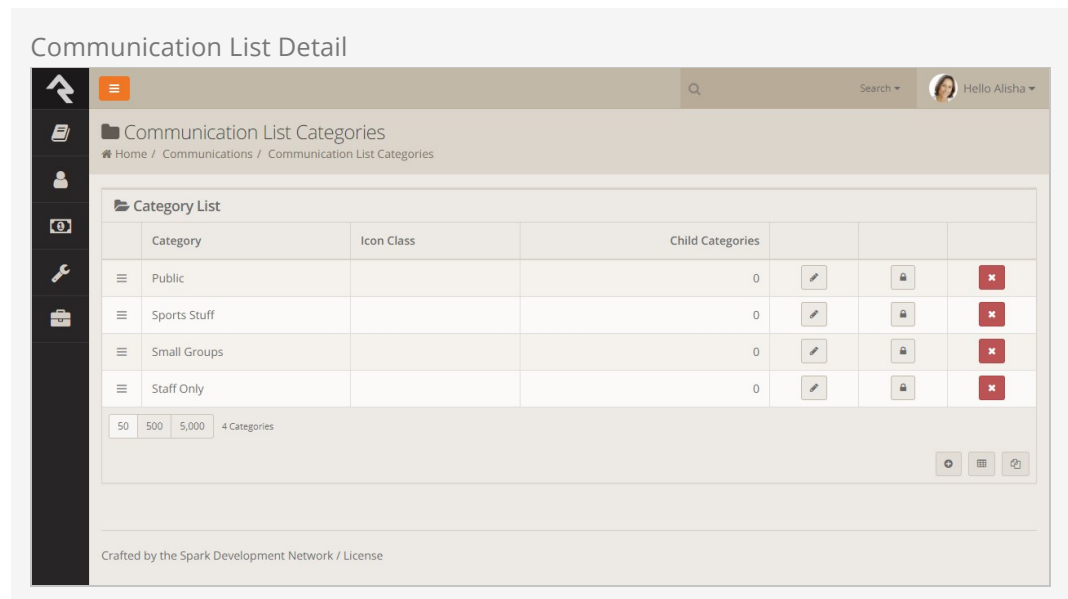 Communication List Detail
Search
Hello Alisha
Communication List Categories
Home / Communications / Communication List Categories
Category List
Category Icon Class Child Categories
Public 0
Sports Stuff 0
Small Groups 0
Staff Only 0
50 500 5,000 4 Categories
Crafted by the Spark Development Network / License